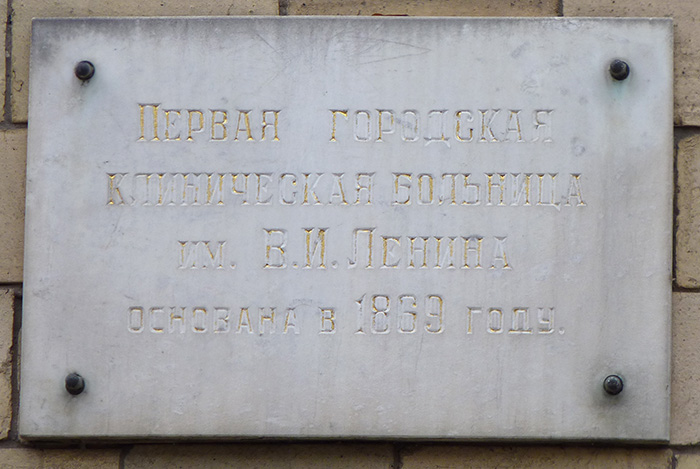 Первая городская
клиническая больница
им. В.И. Ленина
основана в 1869 году.